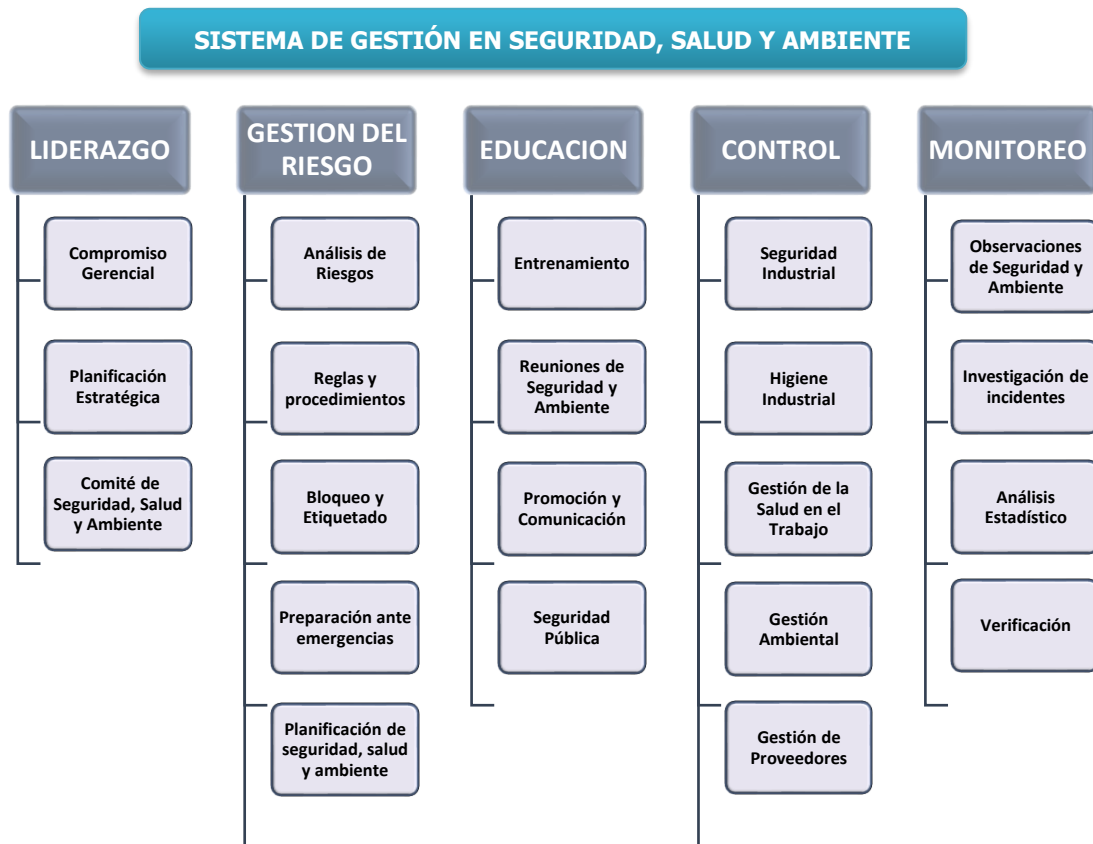 SISTEMA DE GESTIÓN EN SEGURIDAD, SALUD Y AMBIENTE
LIDERAZGO
Compromiso
Gerencial
Planificación
Estratégica
Comité de
Seguridad, Salud
y Ambiente
GESTION DEL
RIESGO
Análisis de
Riesgos
Reglas y
procedimientos
Bloqueo y
Etiquetado
Preparación ante
emergencias
Planificación de
seguridad, salud
y ambiente
EDUCACION
Entrenamiento
Reuniones de
Seguridad y
Ambiente
Promoción y
Comunicación
Seguridad
Pública
CONTROL
Seguridad
Industrial
Higiene
Industrial
Gestión de la
Salud en el
Trabajo
Gestión
Ambiental
Gestión de
Proveedores
MONITOREO
Observaciones
de Seguridad y
Ambiente
Investigación de
incidentes
Análisis
Estadístico
Verificación